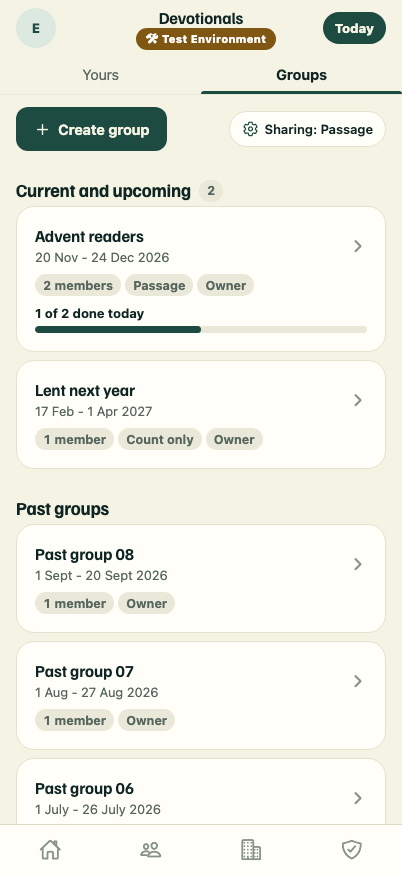 E
Devotionals
🛠 Test Environment
Today
Yours
Groups
+ Create group
Sharing: Passage
Current and upcoming 2
Advent readers
20 Nov - 24 Dec 2026
2 members Passage Owner
1 of 2 done today
Lent next year
17 Feb - 1 Apr 2027
1 member Count only Owner
Past groups
Past group 08
1 Sept - 20 Sept 2026
1 member Owner
Past group 07
1 Aug - 27 Aug 2026
1 member Owner
Past group 06
1 July - 26 July 2026